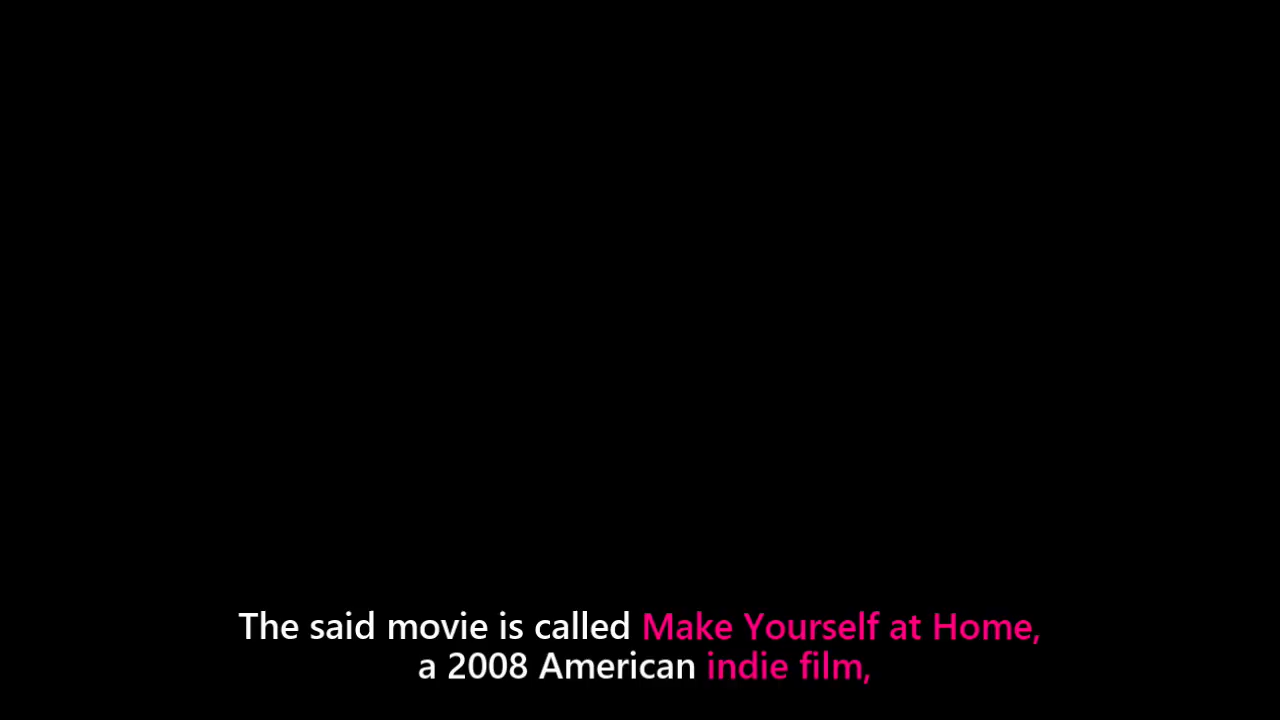 The said movie is called Make Yourself at Home,
a 2008 American indie film,